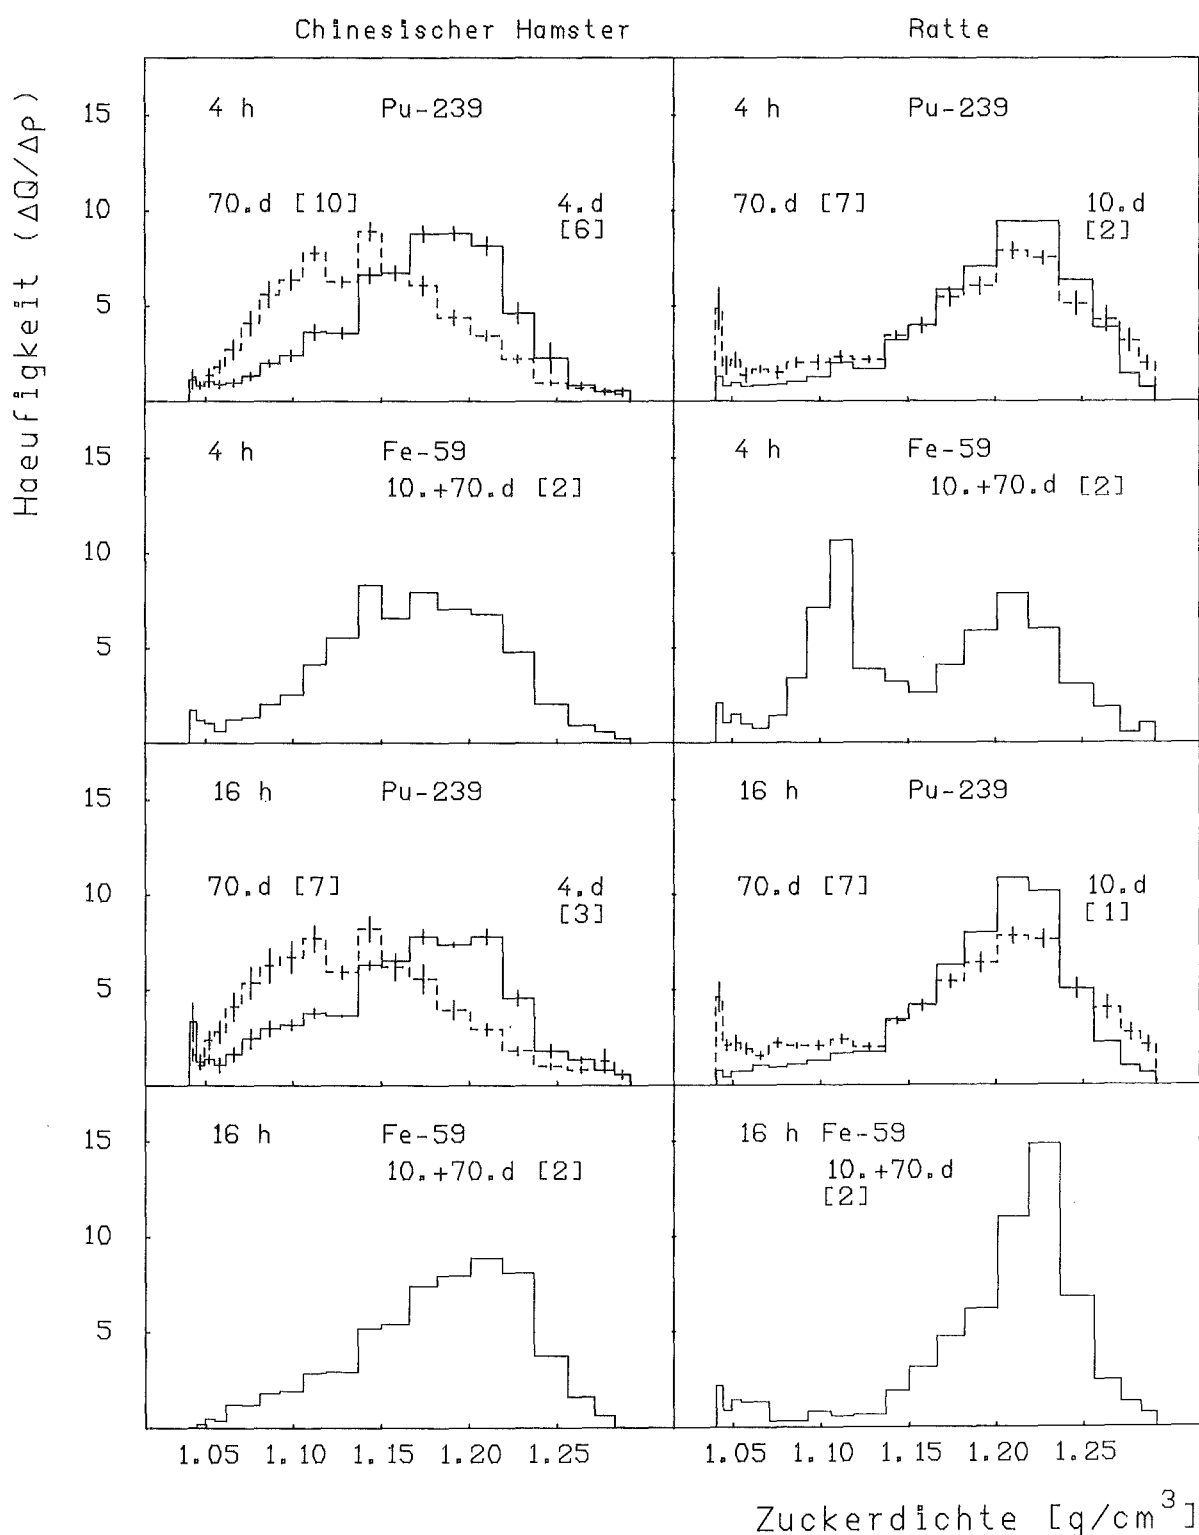 Chinesischer Hamster Ratte
Haeufigkeit (ΔQ/Δρ)
15 4 h Pu-239 4 h Pu-239
70.d [10] 4.d 70.d [7] 10.d
10 [6] [2]
5
15 4 h Fe-59 4 h Fe-59
10.+70.d [2] 10.+70.d [2]
10
5
15 16 h Pu-239 16 h Pu-239
70.d [7] 4.d 70.d [7] 10.d
10 [3] [1]
5
15 16 h Fe-59 16 h Fe-59
10.+70.d [2] 10.+70.d
[2]
10
5
1.05 1.10 1.15 1.20 1.25 1.05 1.10 1.15 1.20 1.25
Zuckerdichte [g/cm³]